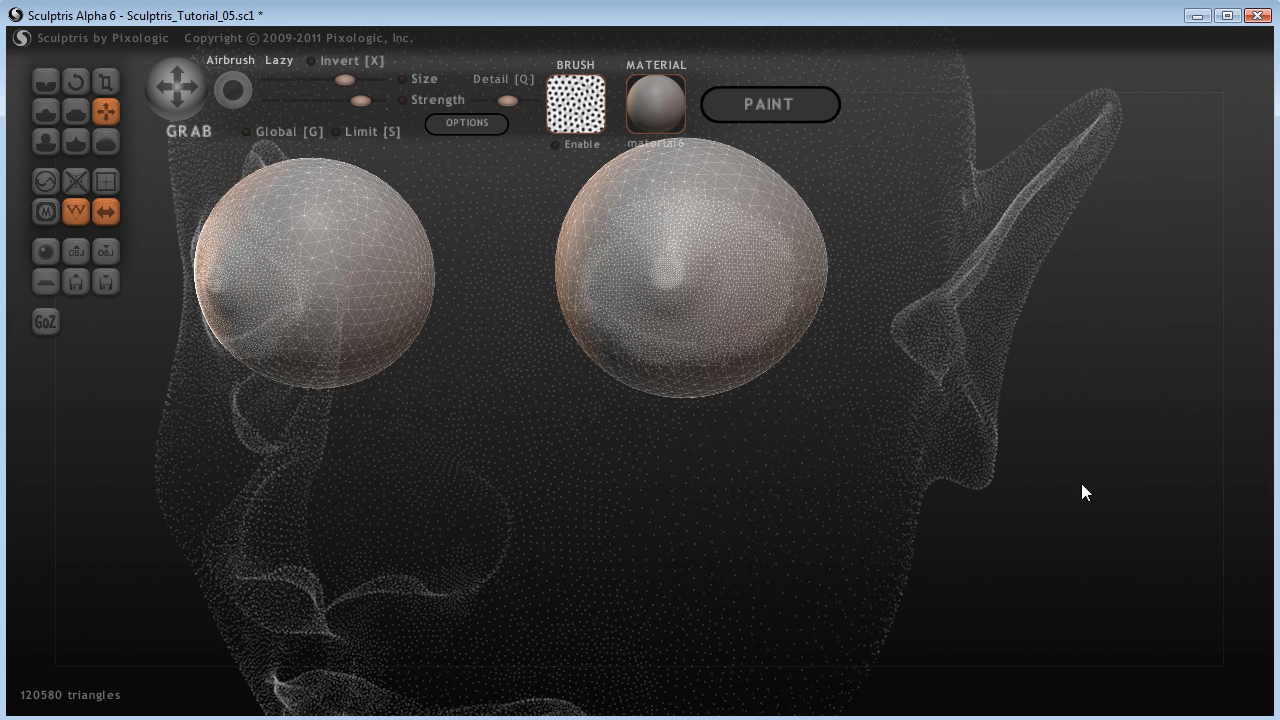 Sculptris Alpha 6 - Sculptris_Tutorial_05.sc1 *
Sculptris by Pixologic Copyright © 2009-2011 Pixologic, Inc.
Airbrush Lazy Invert [X]
Size Detail [Q]
Strength
GRAB Global [G] Limit [S] OPTIONS
BRUSH
Enable
MATERIAL
material6
PAINT
M
OBJ OBJ
GoZ
120580 triangles